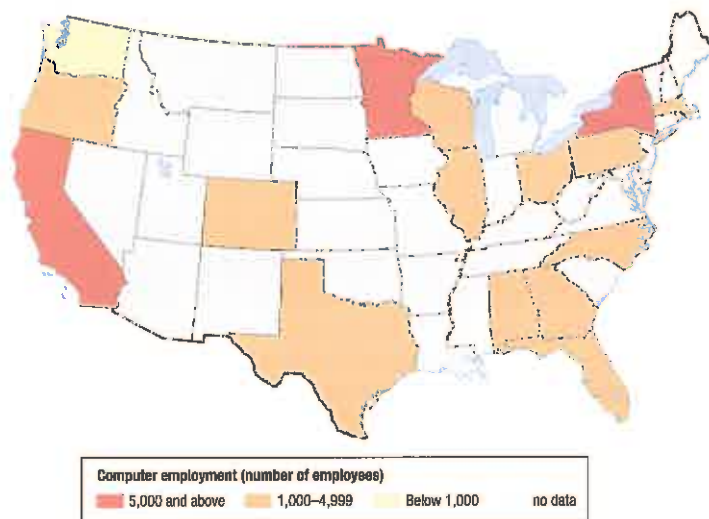 Computer employment (number of employees)
5,000 and above 1,000–4,999 Below 1,000 no data